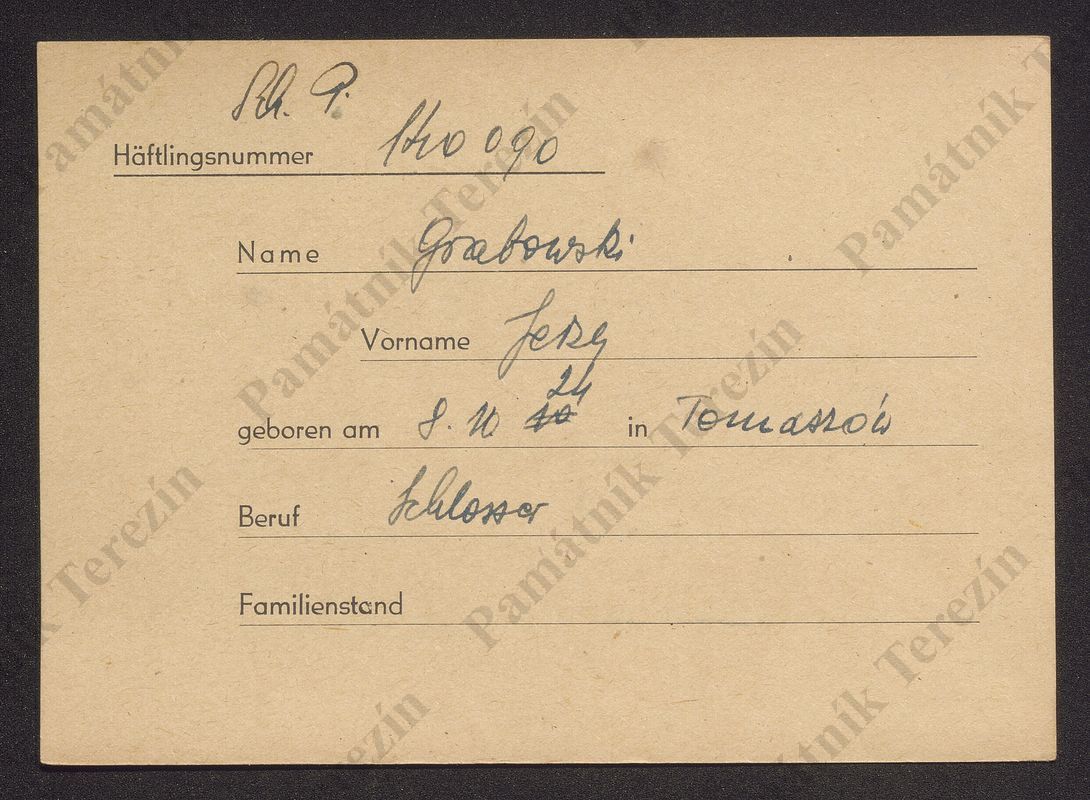 Sch. P.
Häftlingsnummer 140 090
Name Grabowski
Vorname Jerzy
24
geboren am 8. 10 in Tomaszów
Beruf Schlosser
Familienstand
Památník Terezín